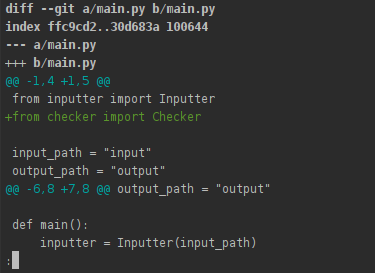 diff --git a/main.py b/main.py
index ffc9cd2..30d683a 100644
--- a/main.py
+++ b/main.py
@@ -1,4 +1,5 @@
 from inputter import Inputter
+from checker import Checker

 input_path = "input"
 output_path = "output"
@@ -6,8 +7,8 @@ output_path = "output"

 def main():
     inputter = Inputter(input_path)
: